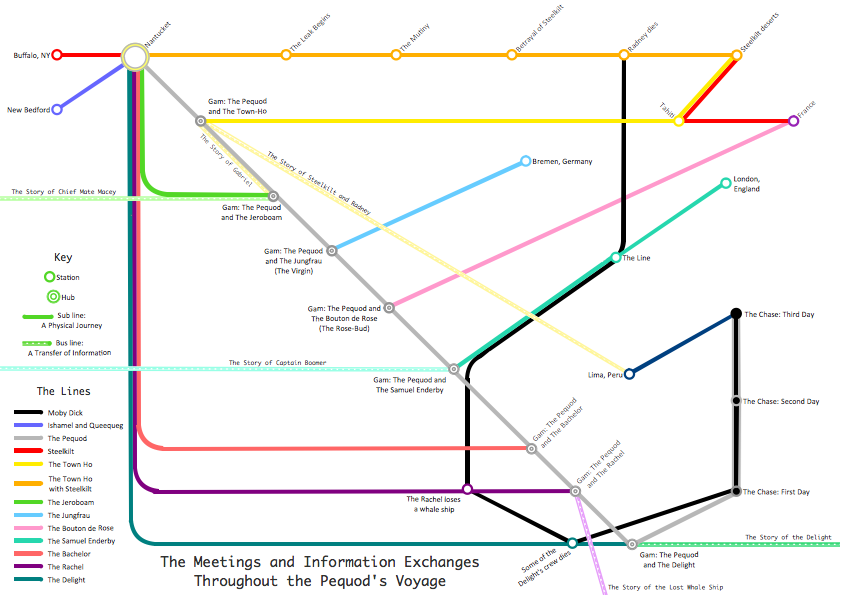 Nantucket
The Leak Begins
The Mutiny
Betrayal of Steelkilt
Radney dies
Steelkilt deserts
Buffalo, NY
New Bedford
Gam: The Pequod
and The Town-Ho
Tahiti
France
The Story of Gabriel
The Story of Steelkilt and Radney
Bremen, Germany
London,
England
The Story of Chief Mate Macey
Gam: The Pequod
and The Jeroboam
Gam: The Pequod
and The Jungfrau
(The Virgin)
The Line
Key
Station
Hub
Sub line:
A Physical Journey
Bus line:
A Transfer of Information
Gam: The Pequod and
The Bouton de Rose
(The Rose-Bud)
The Chase: Third Day
The Story of Captain Boomer
Gam: The Pequod and
The Samuel Enderby
Lima, Peru
The Chase: Second Day
The Lines
Moby Dick
Ishamel and Queequeg
The Pequod
Steelkilt
The Town Ho
The Town Ho
with Steelkilt
The Jeroboam
The Jungfrau
The Bouton de Rose
The Samuel Enderby
The Bachelor
The Rachel
The Delight
Gam: The Pequod
and The Bachelor
Gam: The Pequod
and The Rachel
The Rachel loses
a whale ship
The Chase: First Day
The Story of the Delight
Some of the
Delight's crew dies
Gam: The Pequod
and The Delight
The Story of the Lost Whale Ship
The Meetings and Information Exchanges
Throughout the Pequod's Voyage